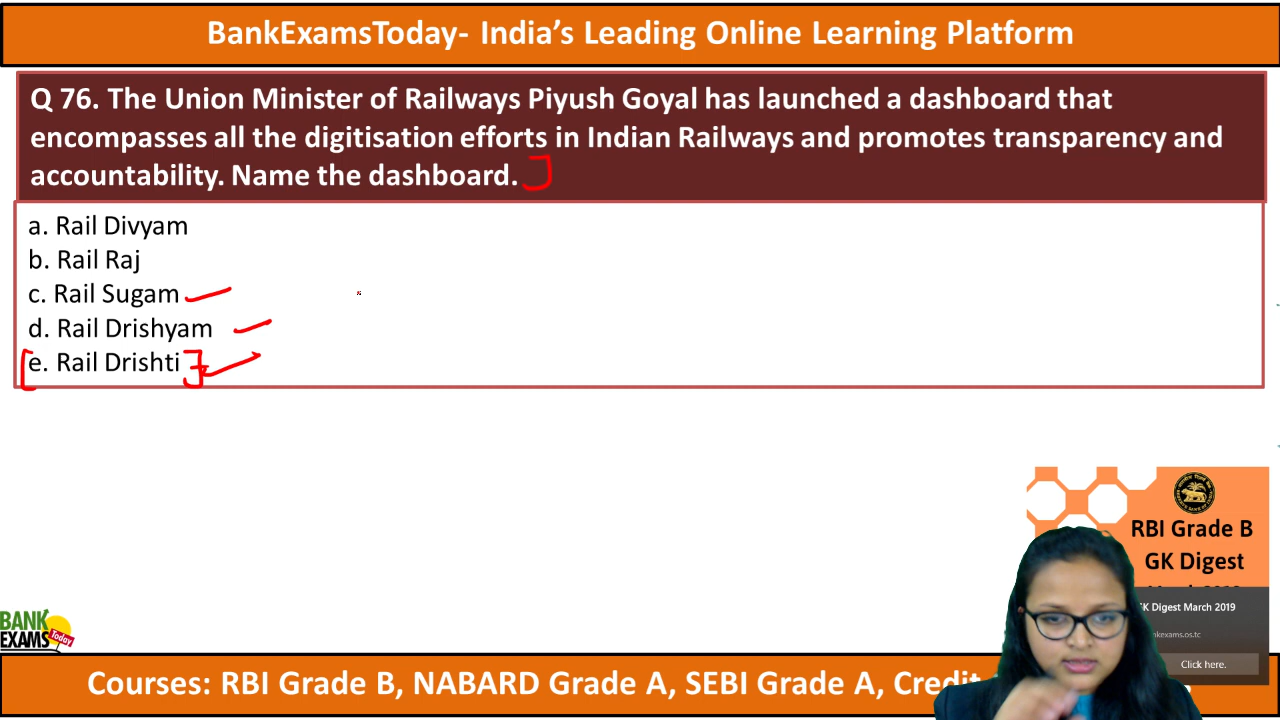 BankExamsToday- India's Leading Online Learning Platform
Q 76. The Union Minister of Railways Piyush Goyal has launched a dashboard that
encompasses all the digitisation efforts in Indian Railways and promotes transparency and
accountability. Name the dashboard.
a. Rail Divyam
b. Rail Raj
c. Rail Sugam
d. Rail Drishyam
e. Rail Drishti
RBI Grade B
GK Digest
K Digest March 2019
nkexams.os.tc
Click here.
BANK
EXAMS
Today
Courses: RBI Grade B, NABARD Grade A, SEBI Grade A, Credit